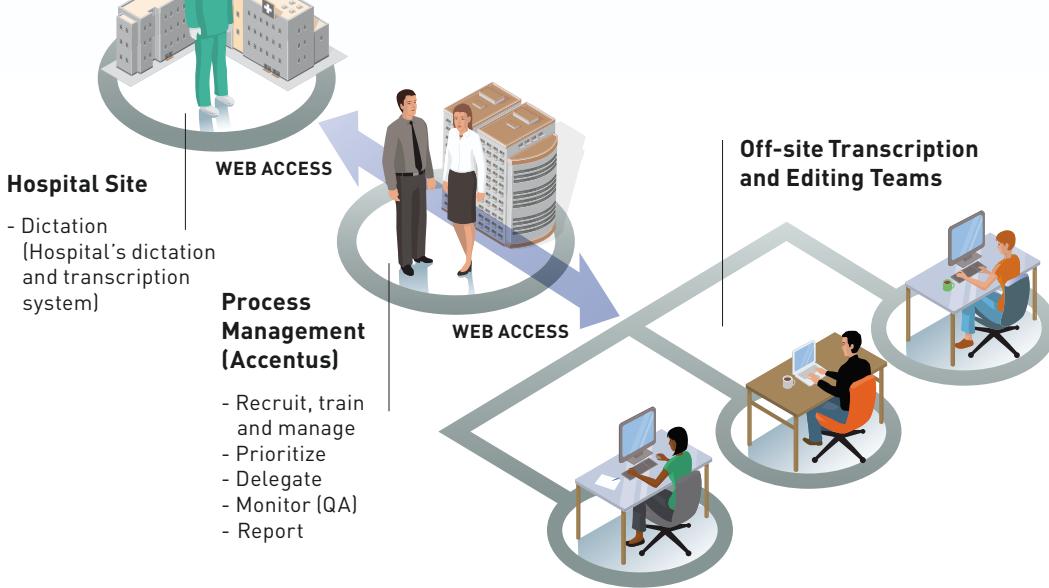 WEB ACCESS
Hospital Site
- Dictation
(Hospital's dictation
and transcription
system)
Process
Management
(Accentus)
- Recruit, train
and manage
- Prioritize
- Delegate
- Monitor (QA)
- Report
WEB ACCESS
Off-site Transcription
and Editing Teams